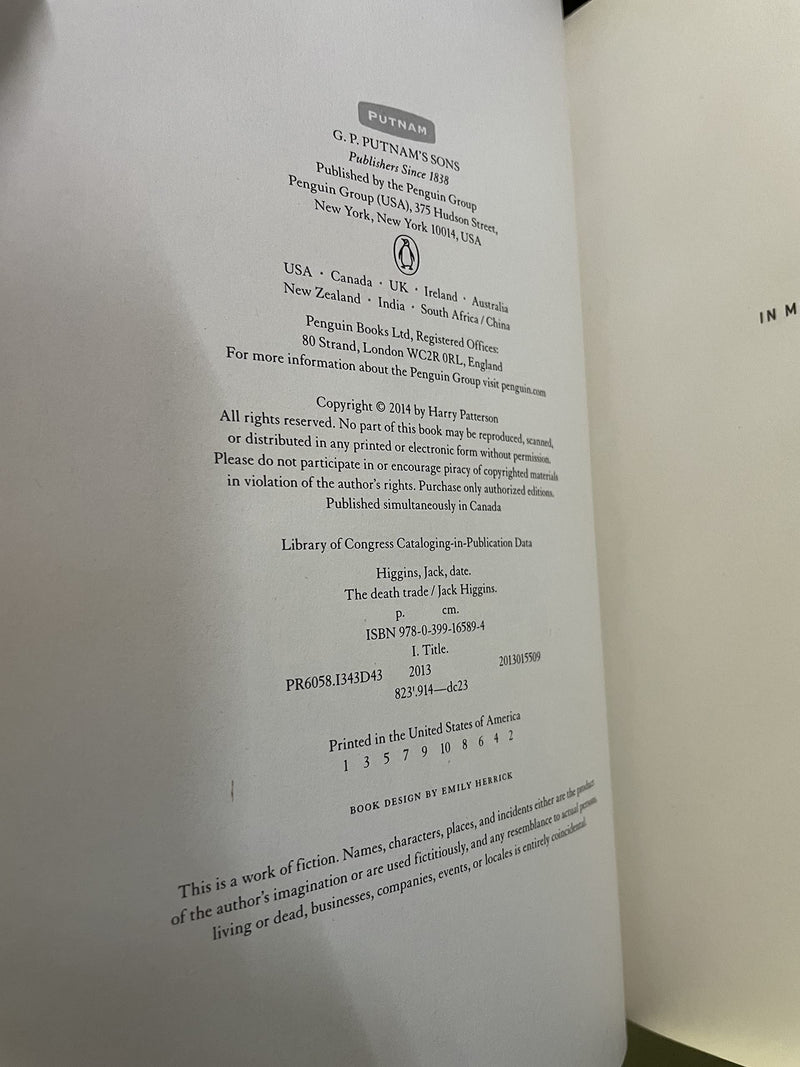 PUTNAM
G. P. PUTNAM'S SONS
Publishers Since 1838
Published by the Penguin Group
Penguin Group (USA), 375 Hudson Street,
New York, New York 10014, USA
USA · Canada · UK · Ireland · Australia
New Zealand · India · South Africa / China
Penguin Books Ltd, Registered Offices:
80 Strand, London WC2R 0RL, England
For more information about the Penguin Group visit penguin.com
Copyright © 2014 by Harry Patterson
All rights reserved. No part of this book may be reproduced, scanned,
or distributed in any printed or electronic form without permission.
Please do not participate in or encourage piracy of copyrighted materials
in violation of the author's rights. Purchase only authorized editions.
Published simultaneously in Canada
Library of Congress Cataloging-in-Publication Data
Higgins, Jack, date.
The death trade / Jack Higgins.
p. cm.
ISBN 978-0-399-16589-4
I. Title.
PR6058.I343D43 2013 2013015509
823'.914—dc23
Printed in the United States of America
1 3 5 7 9 10 8 6 4 2
BOOK DESIGN BY EMILY HERRICK
This is a work of fiction. Names, characters, places, and incidents either are the product
of the author's imagination or are used fictitiously, and any resemblance to actual persons,
living or dead, businesses, companies, events, or locales is entirely coincidental.
IN M